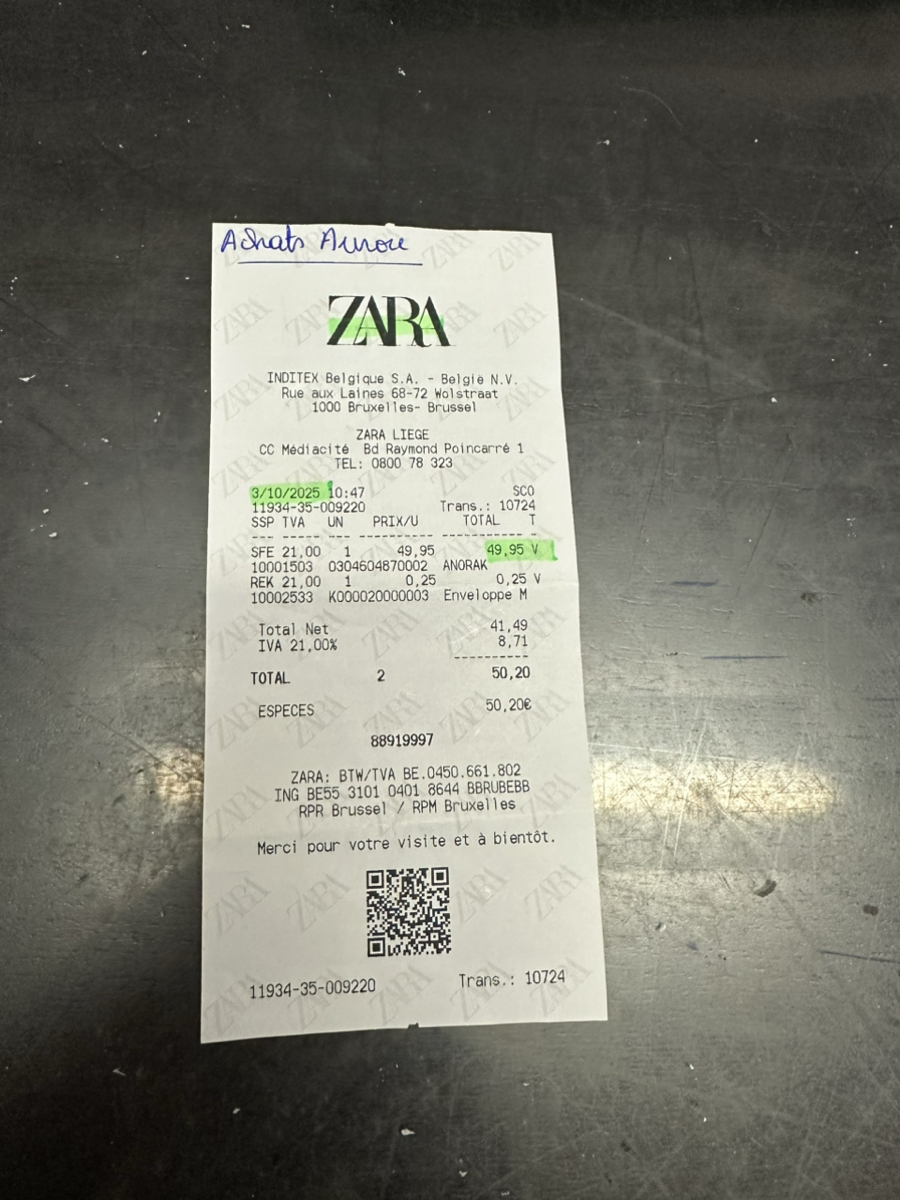 Achats Aurore
ZARA
INDITEX Belgique S.A. - België N.V.
Rue aux Laines 68-72 Wolstraat
1000 Bruxelles- Brussel
ZARA LIEGE
CC Médiacité Bd Raymond Poincarré 1
TEL: 0800 78 323
3/10/2025 10:47 SCO
11934-35-009220 Trans.: 10724
SSP TVA UN PRIX/U TOTAL T
--- ----- --- ---------- ---------- -
SFE 21,00 1 49,95 49,95 V
10001503 0304604870002 ANORAK
REK 21,00 1 0,25 0,25 V
10002533 K000020000003 Enveloppe M
Total Net 41,49
IVA 21,00% 8,71
----------
TOTAL 2 50,20
ESPECES 50,20€
88919997
ZARA: BTW/TVA BE.0450.661.802
ING BE55 3101 0401 8644 BBRUBEBB
RPR Brussel / RPM Bruxelles
Merci pour votre visite et à bientôt.
11934-35-009220 Trans.: 10724